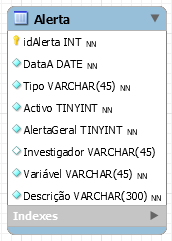 Alerta
idAlerta INT NN
DataA DATE NN
Tipo VARCHAR(45) NN
Activo TINYINT NN
AlertaGeral TINYINT NN
Investigador VARCHAR(45)
Variável VARCHAR(45) NN
Descrição VARCHAR(300) NN
Indexes